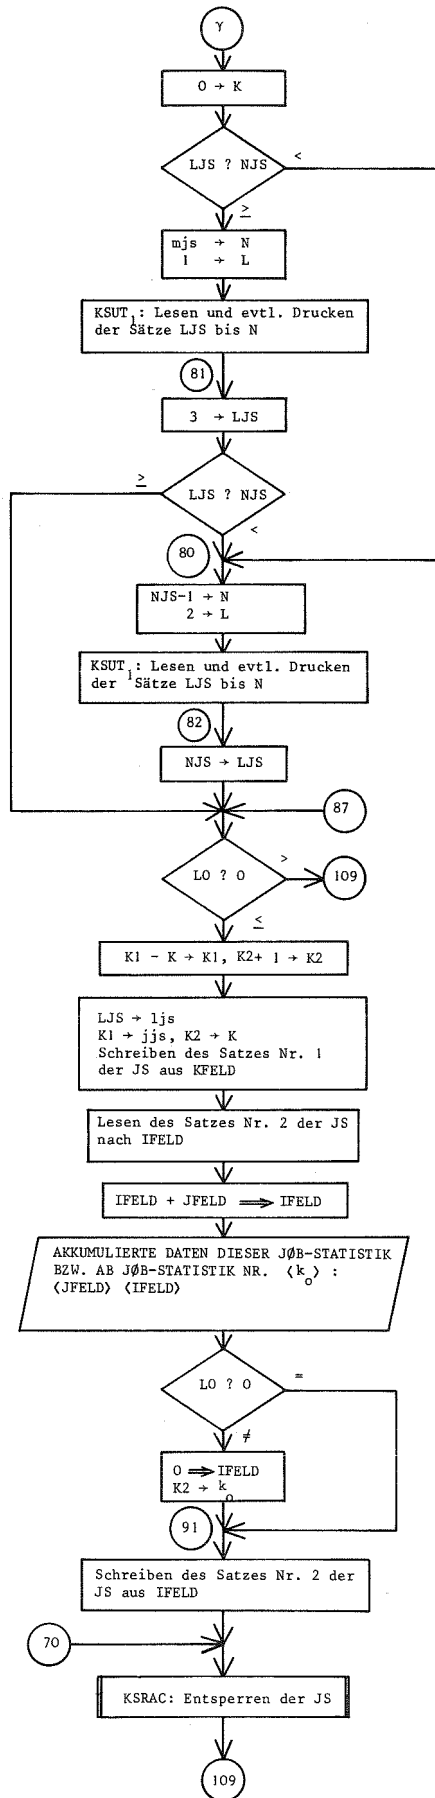 γ
O → K
LJS ? NJS
<
≥
mjs → N
1 → L
KSUT₁: Lesen und evtl. Drucken
der Sätze LJS bis N
81
3 → LJS
≥
LJS ? NJS
<
80
NJS-1 → N
2 → L
KSUT₁: Lesen und evtl. Drucken
der Sätze LJS bis N
82
NJS → LJS
87
LO ? O
>
109
≤
K1 - K → K1, K2+ 1 → K2
LJS → ljs
K1 → jjs, K2 → K
Schreiben des Satzes Nr. 1
der JS aus KFELD
Lesen des Satzes Nr. 2 der JS
nach IFELD
IFELD + JFELD ⟹ IFELD
AKKUMULIERTE DATEN DIESER JØB-STATISTIK
BZW. AB JØB-STATISTIK NR. ⟨k₀⟩ :
⟨JFELD⟩ ⟨IFELD⟩
LO ? O
=
≠
O ⟹ IFELD
K2 → k₀
91
Schreiben des Satzes Nr. 2 der
JS aus IFELD
70
KSRAC: Entsperren der JS
109